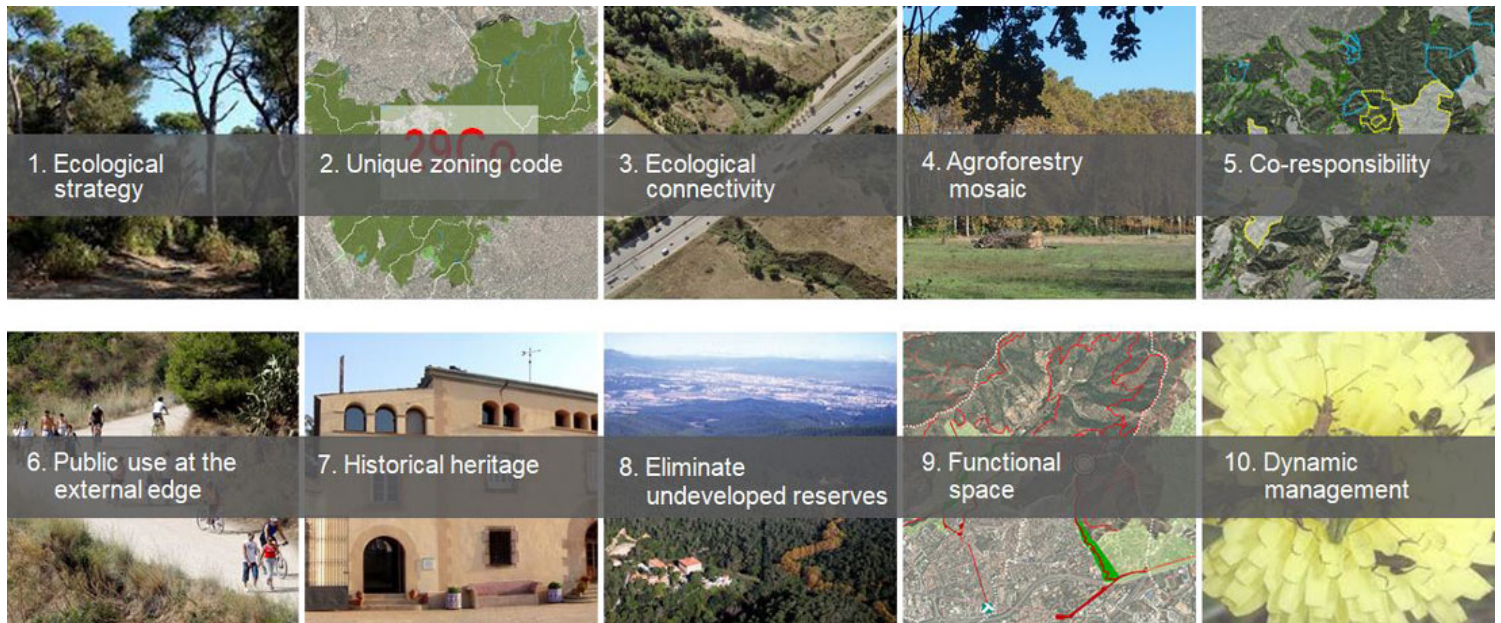 1. Ecological
strategy
2. Unique zoning code
29Co
3. Ecological
connectivity
4. Agroforestry
mosaic
5. Co-responsibility
6. Public use at the
external edge
7. Historical heritage
8. Eliminate
undeveloped reserves
9. Functional
space
10. Dynamic
management